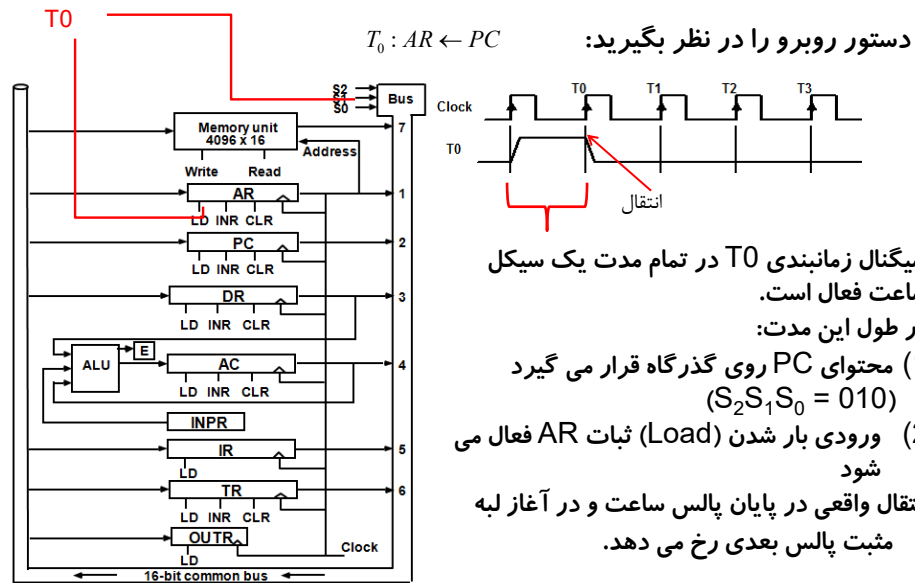 دستور روبرو را در نظر بگیرید:
T₀ : AR ← PC
T0
S2
S1
S0
Bus
Memory unit
4096 x 16
7
Address
Write Read
AR
1
LD INR CLR
PC
2
LD INR CLR
DR
3
LD INR CLR
E
ALU
AC
4
LD INR CLR
INPR
IR
5
LD
TR
6
LD INR CLR
OUTR
Clock
LD
16-bit common bus
T0 T1 T2 T3
Clock
T0
انتقال
سیگنال زمانبندی T0 در تمام مدت یک سیکل
ساعت فعال است.
طول این مدت:
محتوای PC روی گذرگاه قرار می گیرد
(S₂S₁S₀ = 010)
ورودی بار شدن (Load) ثبات AR فعال می
شود
واقعی در پایان پالس ساعت و در آغاز لبه
مثبت پالس بعدی رخ می دهد.